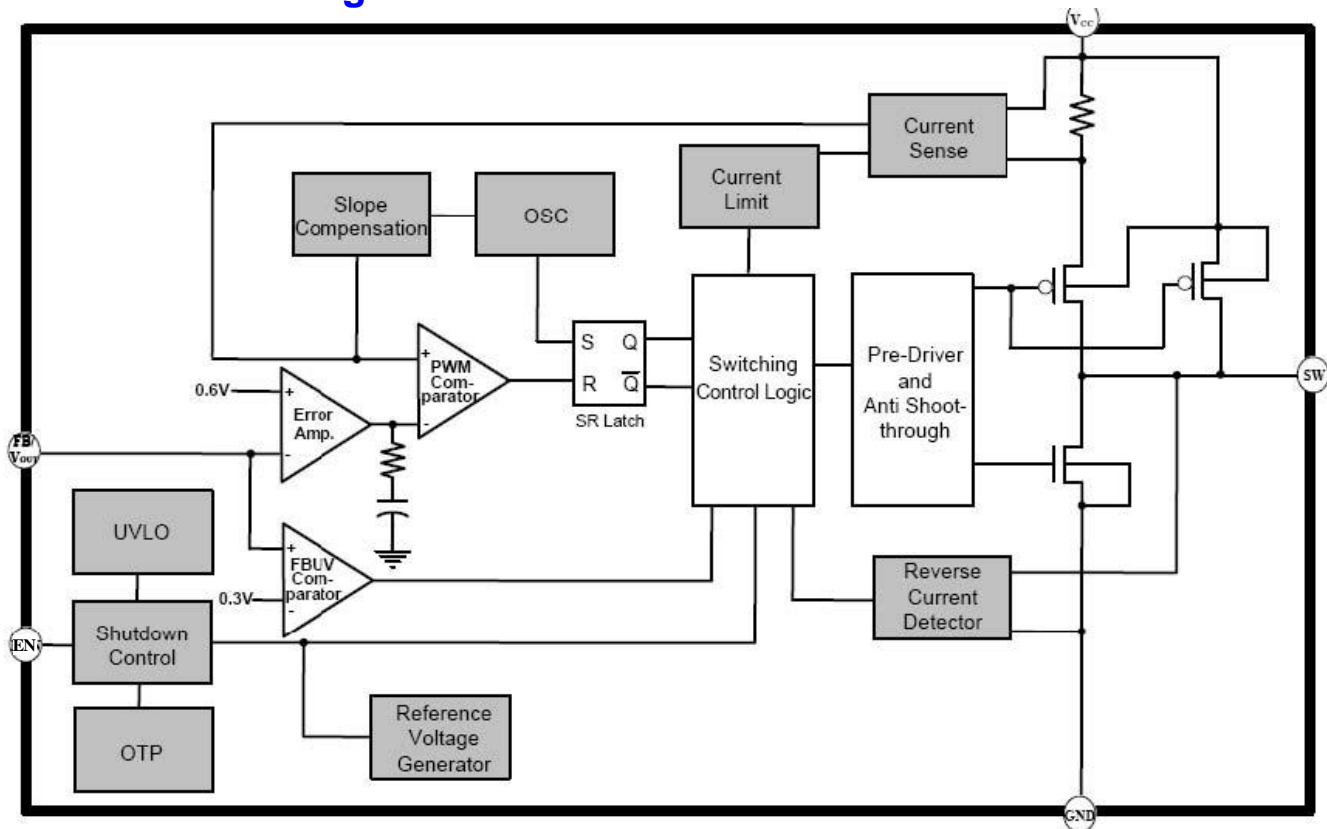 Vcc
Current
Sense
Current
Limit
Slope
Compensation
OSC
S Q
R Q
SR Latch
Switching
Control Logic
Pre-Driver
and
Anti Shoot-
through
SW
+
PWM
Com-
parator
-
0.6V
+
Error
Amp.
-
FB/
VOUT
UVLO
+
FBUV
Com-
parator
-
0.3V
Reverse
Current
Detector
EN
Shutdown
Control
OTP
Reference
Voltage
Generator
GND